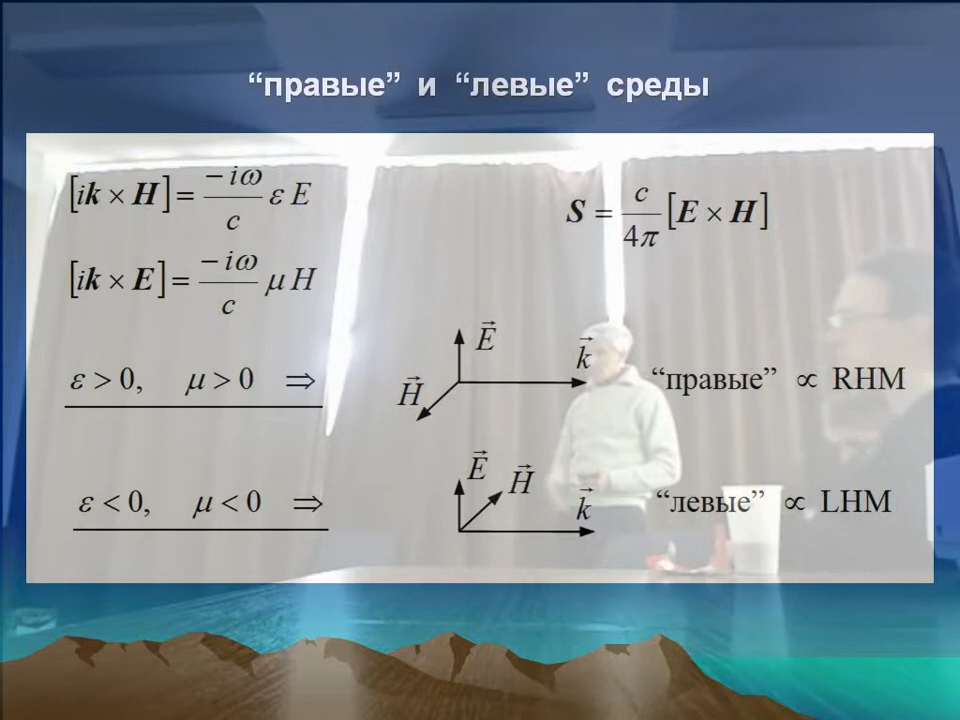 “правые” и “левые” среды
[ik × H] = −iω/c ε E
S = c/4π [E × H]
[ik × E] = −iω/c μ H
E⃗
k⃗
H⃗
ε > 0, μ > 0 ⇒
“правые” ∝ RHM
E⃗
H⃗
k⃗
ε < 0, μ < 0 ⇒
“левые” ∝ LHM